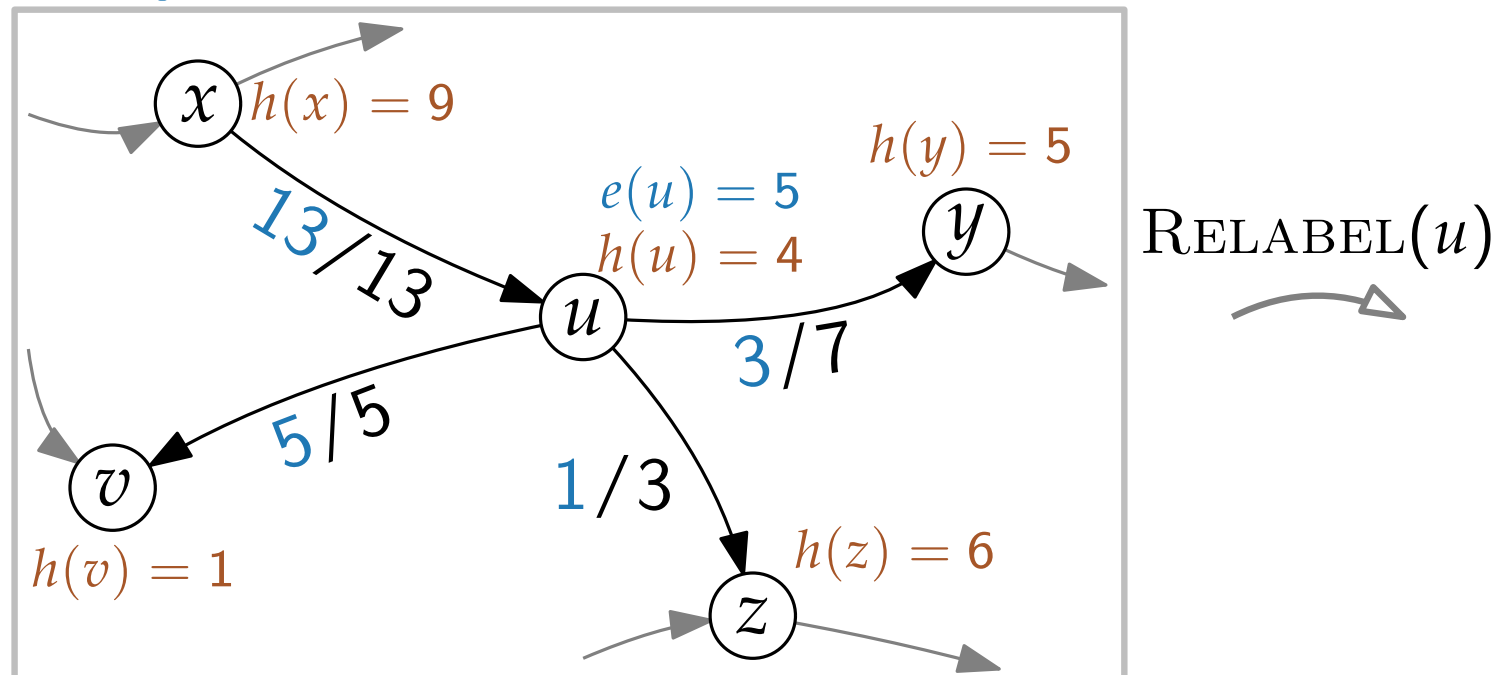 x
h(x) = 9
h(y) = 5
e(u) = 5
y
13/13
RELABEL(u)
h(u) = 4
u
3/7
5/5
v
1/3
h(z) = 6
h(v) = 1
z